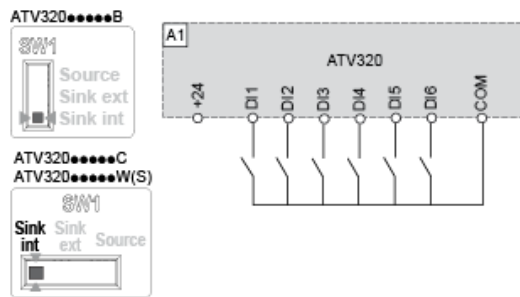 ATV320●●●●●B
SW1
Source
Sink ext
Sink int
ATV320●●●●●C
ATV320●●●●●W(S)
SW1
Sink int
Sink ext
Source
A1
ATV320
+24
DI1
DI2
DI3
DI4
DI5
DI6
COM